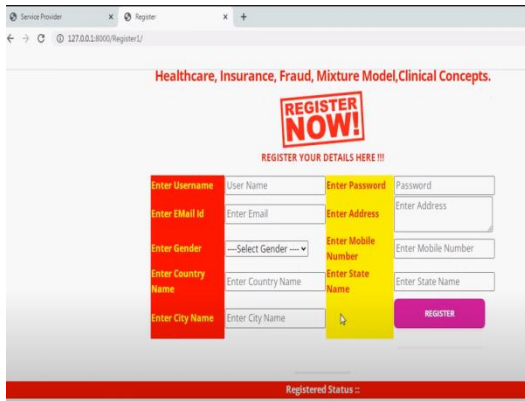 Service Provider
Register
127.0.0.1:8000/Register1/
Healthcare, Insurance, Fraud, Mixture Model,Clinical Concepts.
REGISTER
NOW!
REGISTER YOUR DETAILS HERE !!!
Enter Username User Name Enter Password Password
Enter EMail Id Enter Email Enter Address Enter Address
Enter Gender ----Select Gender ---- Enter Mobile Number Enter Mobile Number
Enter Country Name Enter Country Name Enter State Name Enter State Name
Enter City Name Enter City Name REGISTER
Registered Status ::